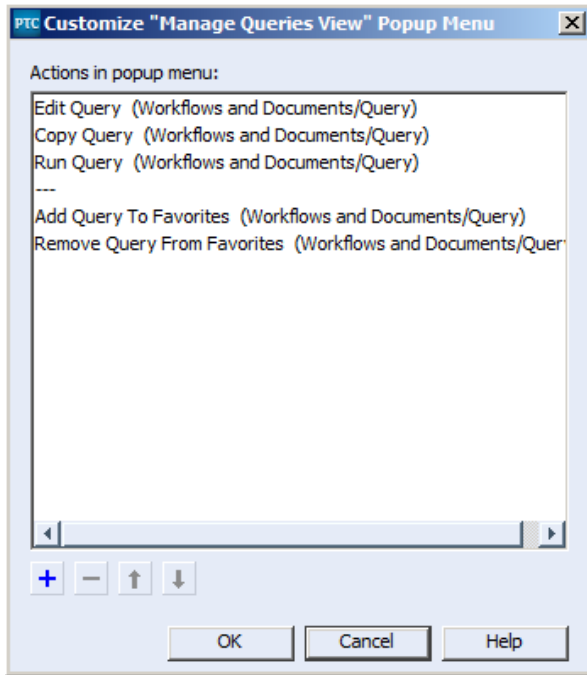 PTC Customize "Manage Queries View" Popup Menu
Actions in popup menu:
Edit Query (Workflows and Documents/Query)
Copy Query (Workflows and Documents/Query)
Run Query (Workflows and Documents/Query)
---
Add Query To Favorites (Workflows and Documents/Query)
Remove Query From Favorites (Workflows and Documents/Quer
OK Cancel Help